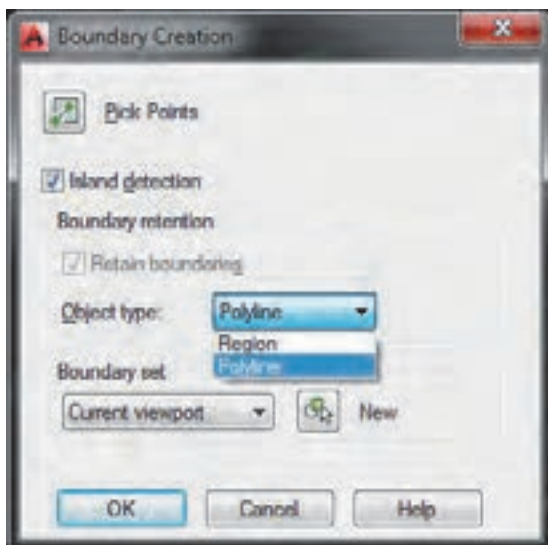 Boundary Creation
Pick Points
Island detection
Boundary retention
Retain boundaries
Object type: Polyline
Region
Polyline
Boundary set
Current viewport New
OK Cancel Help